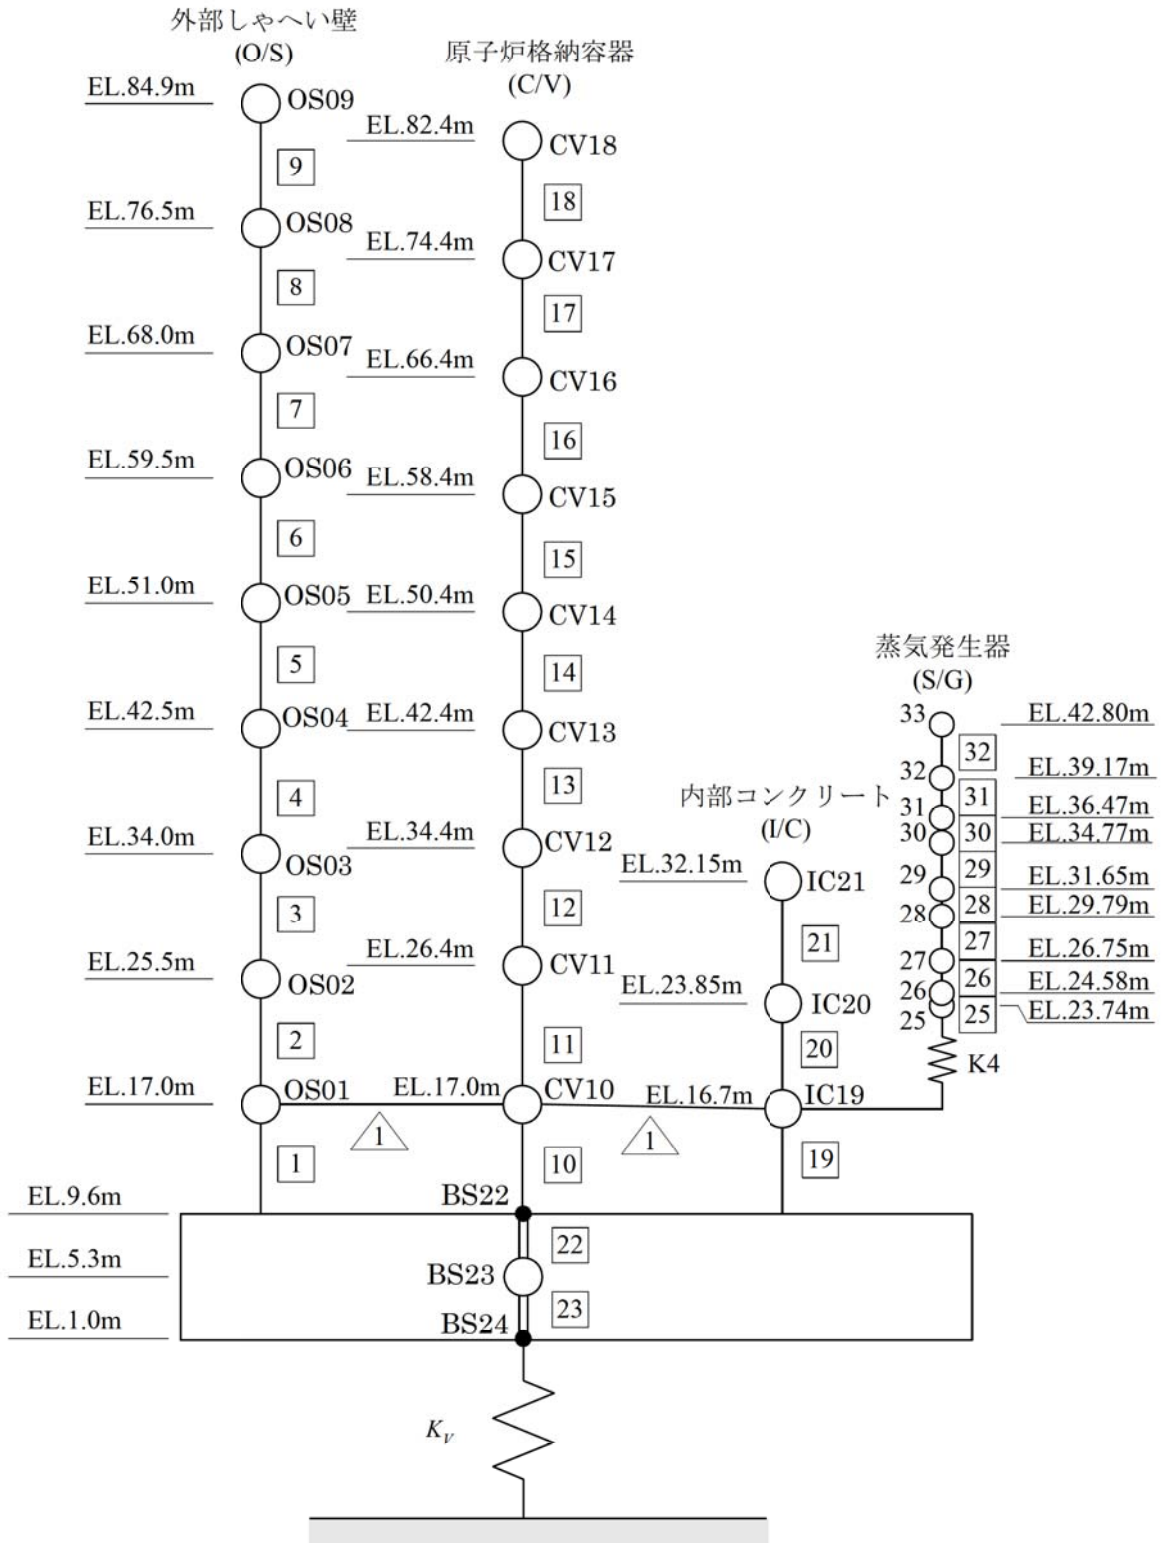 外部しゃへい壁
(O/S)
原子炉格納容器
(C/V)
EL.84.9m
OS09
EL.82.4m
CV18
9
18
EL.76.5m
OS08
EL.74.4m
CV17
8
17
EL.68.0m
OS07
EL.66.4m
CV16
7
16
EL.59.5m
OS06
EL.58.4m
CV15
6
15
EL.51.0m
OS05
EL.50.4m
CV14
5
14
EL.42.5m
OS04
EL.42.4m
CV13
4
13
EL.34.0m
OS03
EL.34.4m
CV12
3
12
EL.25.5m
OS02
EL.26.4m
CV11
2
11
EL.17.0m
OS01
EL.17.0m
CV10
1
1
10
蒸気発生器
(S/G)
33
EL.42.80m
32
32
EL.39.17m
31
31
EL.36.47m
30
30
EL.34.77m
29
29
EL.31.65m
28
28
EL.29.79m
27
27
EL.26.75m
26
26
EL.24.58m
25
25
EL.23.74m
K4
内部コンクリート
(I/C)
EL.32.15m
IC21
21
EL.23.85m
IC20
20
EL.16.7m
IC19
1
19
EL.9.6m
BS22
22
EL.5.3m
BS23
23
EL.1.0m
BS24
KV